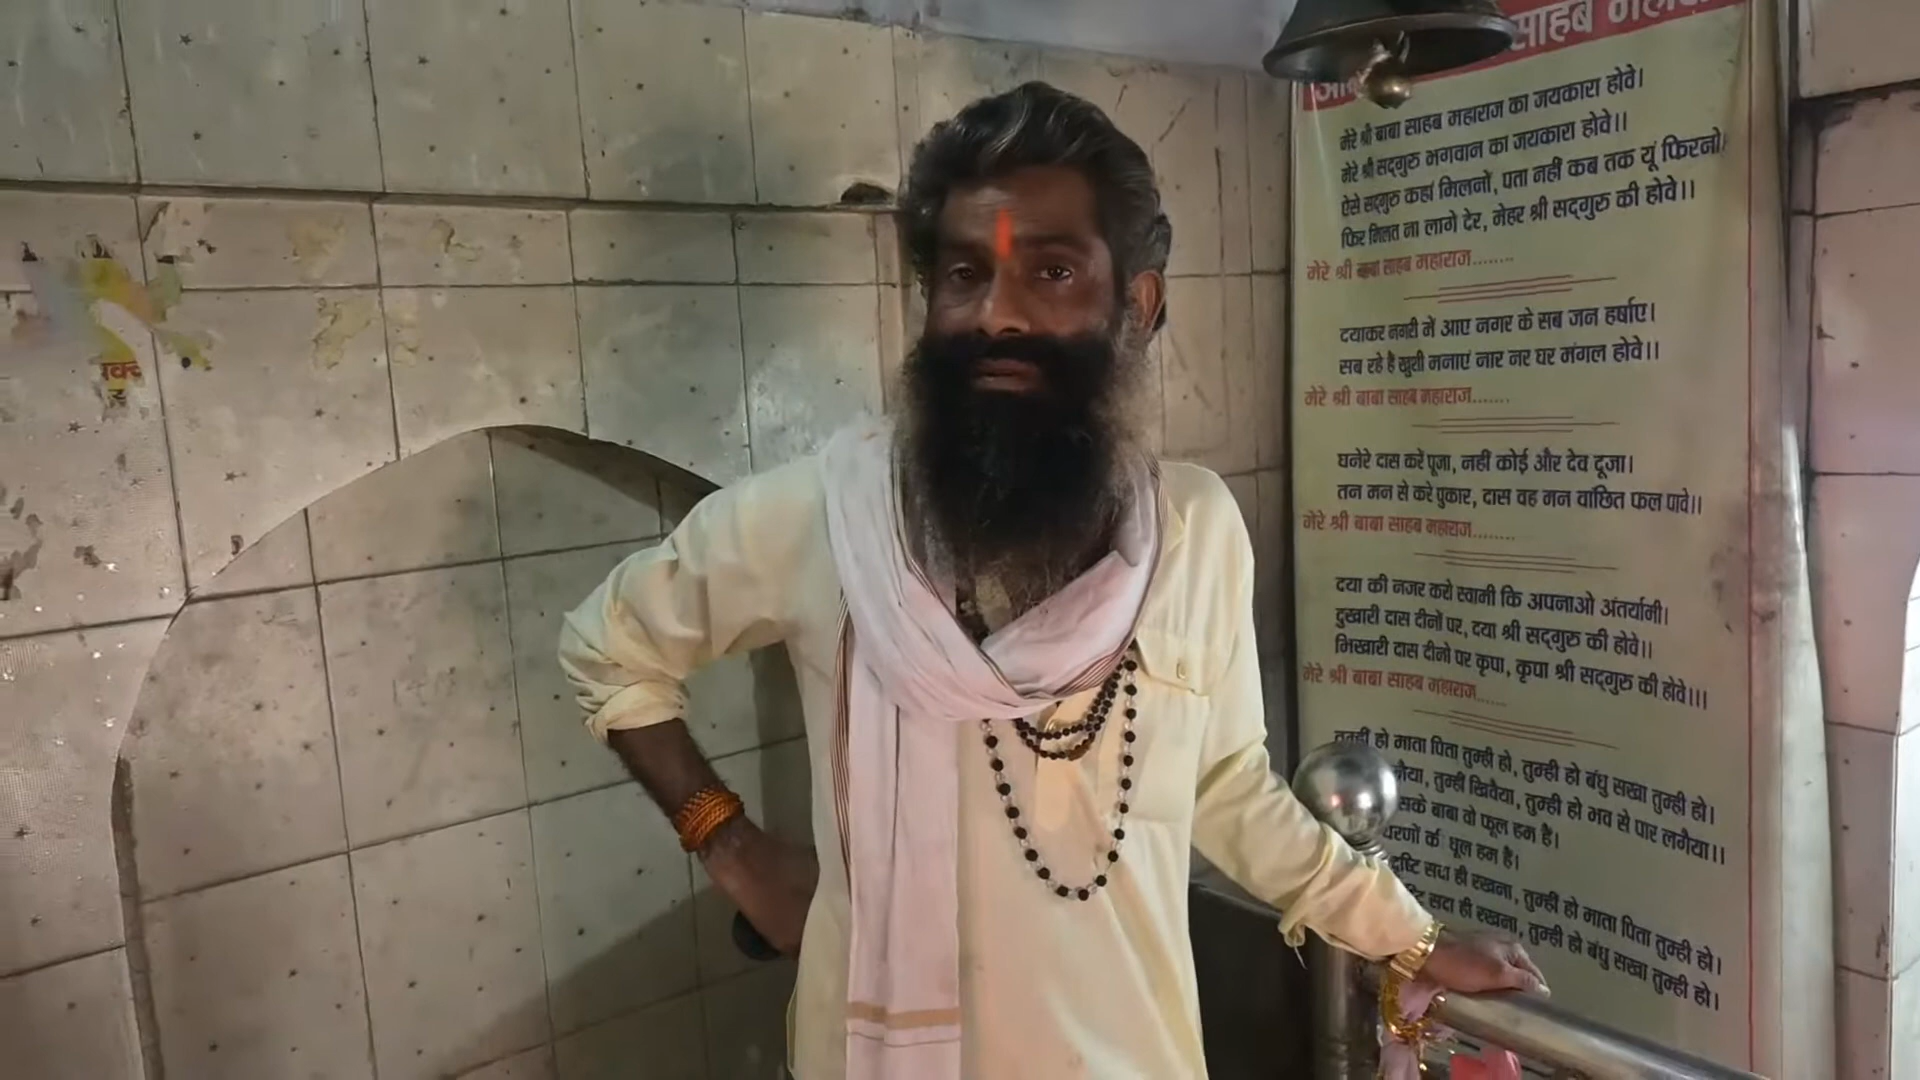 साहब
मेरे श्री बाबा साहब महाराज का जयकारा होवे।
मेरे श्री सद्गुरु भगवान का जयकारा होवे।।
ऐसे सद्गुरु कहां मिलनों, पता नहीं कब तक यूं फिरनो।
फिर मिलत ना लागे देर, मेहर श्री सद्गुरु की होवे।।
मेरे श्री बाबा साहब महाराज........
दयाकर नगरी में आए नगर के सब जन हर्षाए।
सब रहे हैं खुशी मनाएं नार नर घर मंगल होवे।।
मेरे श्री बाबा साहब महाराज.......
घनेरे दास करें पूजा, नहीं कोई और देव दूजा।
तन मन से करे पुकार, दास वह मन वांछित फल पावे।।
मेरे श्री बाबा साहब महाराज........
दया की नजर करो स्वामी कि अपनाओ अंतर्यामी।
दुखारी दास दीनों पर, दया श्री सद्गुरु की होवे।।
भिखारी दास दीनो पर कृपा, कृपा श्री सद्गुरु की होवे।।।
मेरे श्री बाबा साहब महाराज......
तुम्हीं हो माता पिता तुम्ही हो, तुम्ही हो बंधु सखा तुम्ही हो।
तुम्हीं खिवैया, तुम्ही हो भव से पार लगैया।।
बाबा वो फूल हम हैं।
धूल हम हैं।
सदा ही रखना, तुम्हीं हो माता पिता तुम्ही हो।
सदा ही रखना, तुम्ही हो बंधु सखा तुम्ही हो।